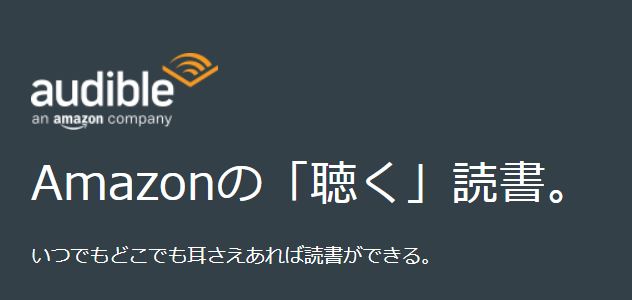 audible
an amazon company
Amazonの「聴く」読書。
いつでもどこでも耳さえあれば読書ができる。